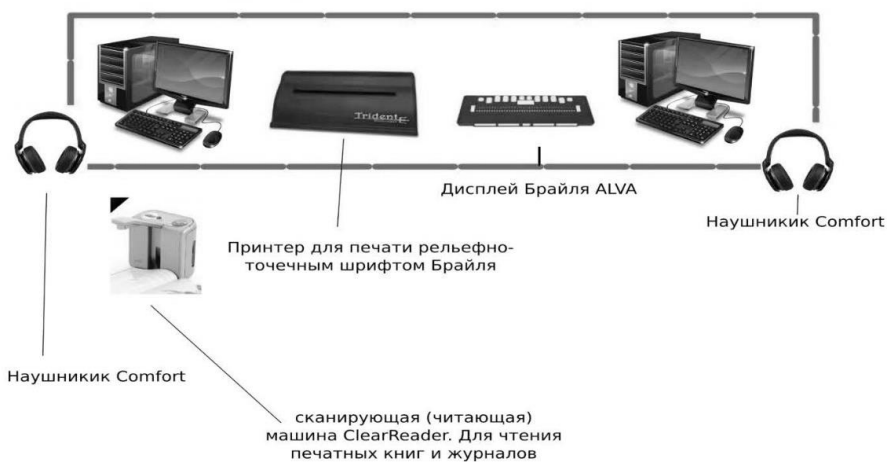 Trident
Дисплей Брайля ALVA
Наушникик Comfort
Принтер для печати рельефно-
точечным шрифтом Брайля
Наушникик Comfort
сканирующая (читающая)
машина ClearReader. Для чтения
печатных книг и журналов